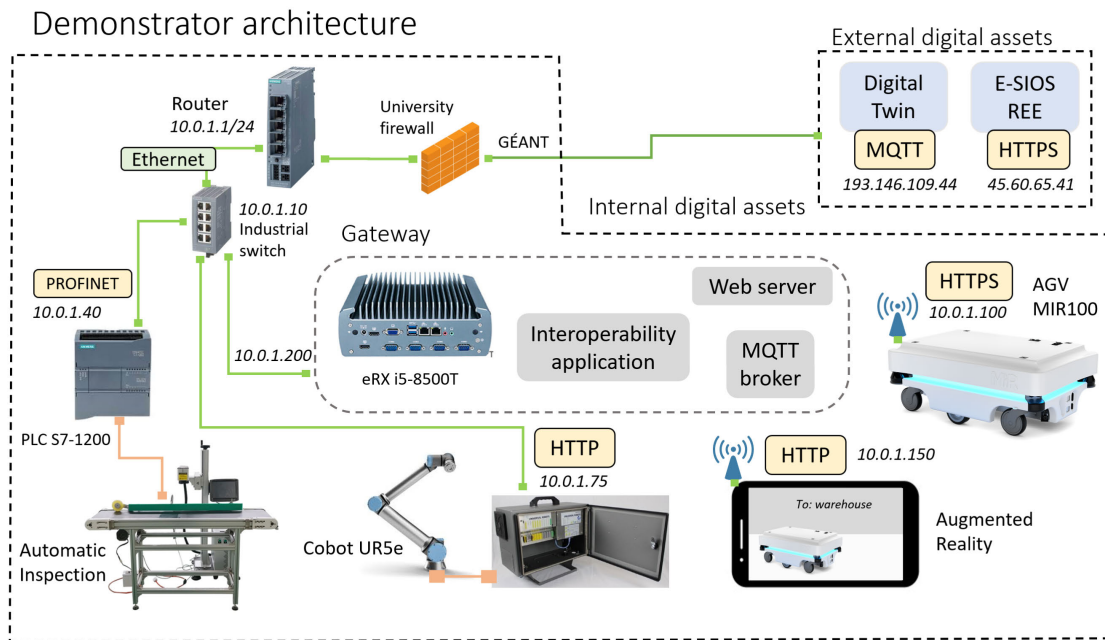 Demonstrator architecture
External digital assets
Digital
Twin
E-SIOS
REE
MQTT
HTTPS
193.146.109.44
45.60.65.41
Router
10.0.1.1/24
University
firewall
GÉANT
Ethernet
10.0.1.10
Industrial
switch
Internal digital assets
Gateway
PROFINET
10.0.1.40
10.0.1.200
eRX i5-8500T
Interoperability
application
Web server
MQTT
broker
HTTPS
10.0.1.100
AGV
MIR100
PLC S7-1200
HTTP
10.0.1.75
HTTP
10.0.1.150
To: warehouse
Automatic
Inspection
Cobot UR5e
Augmented
Reality